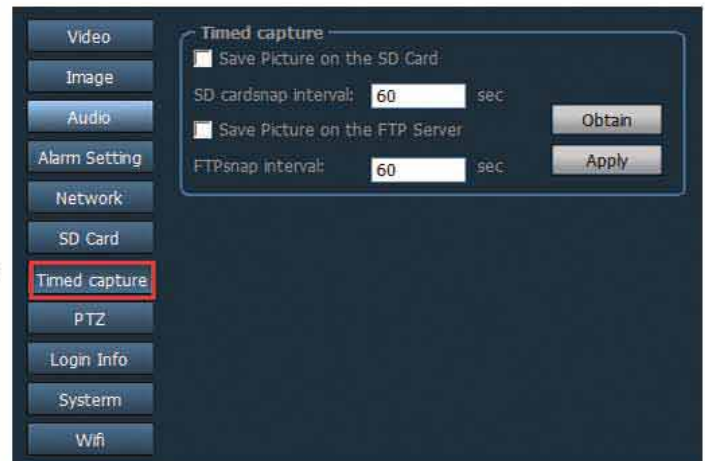 Video
Image
Audio
Alarm Setting
Network
SD Card
Timed capture
PTZ
Login Info
Systerm
Wifi
Timed capture
Save Picture on the SD Card
SD cardsnap interval: 60 sec
Save Picture on the FTP Server
FTPsnap interval: 60 sec
Obtain
Apply